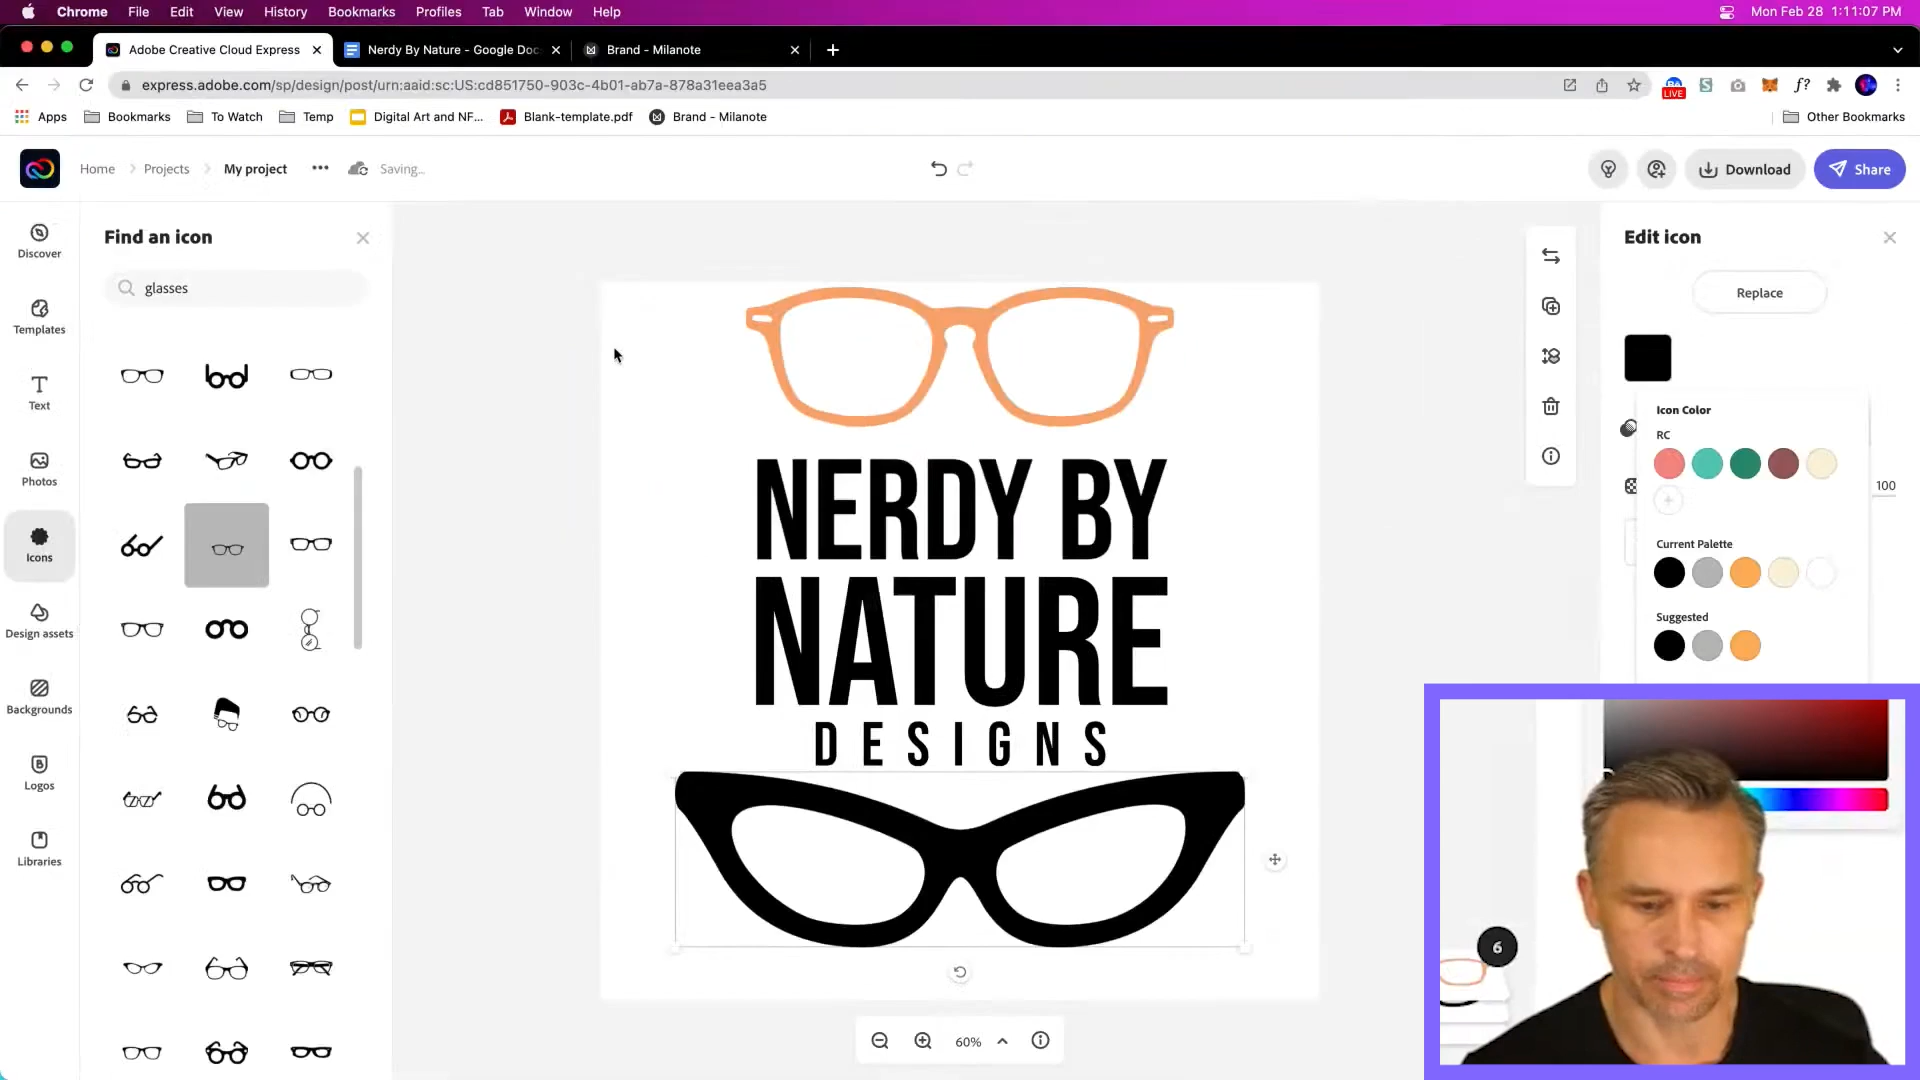 Chrome File Edit View History Bookmarks Profiles Tab Window Help Mon Feb 28 1:11:07 PM
Adobe Creative Cloud Express Nerdy By Nature - Google Doc Brand - Milanote
express.adobe.com/sp/design/post/urn:aaid:sc:US:cd851750-903c-4b01-ab7a-878a31eea3a5
LIVE
Apps Bookmarks To Watch Temp Digital Art and NF... Blank-template.pdf Brand - Milanote Other Bookmarks
Home Projects My project Saving... Download Share
Discover
Templates
Text
Photos
Icons
Design assets
Backgrounds
Logos
Libraries
Find an icon
glasses
NERDY BY
NATURE
DESIGNS
60%
Edit icon
Replace
Icon Color
RC
100
Current Palette
Suggested
6